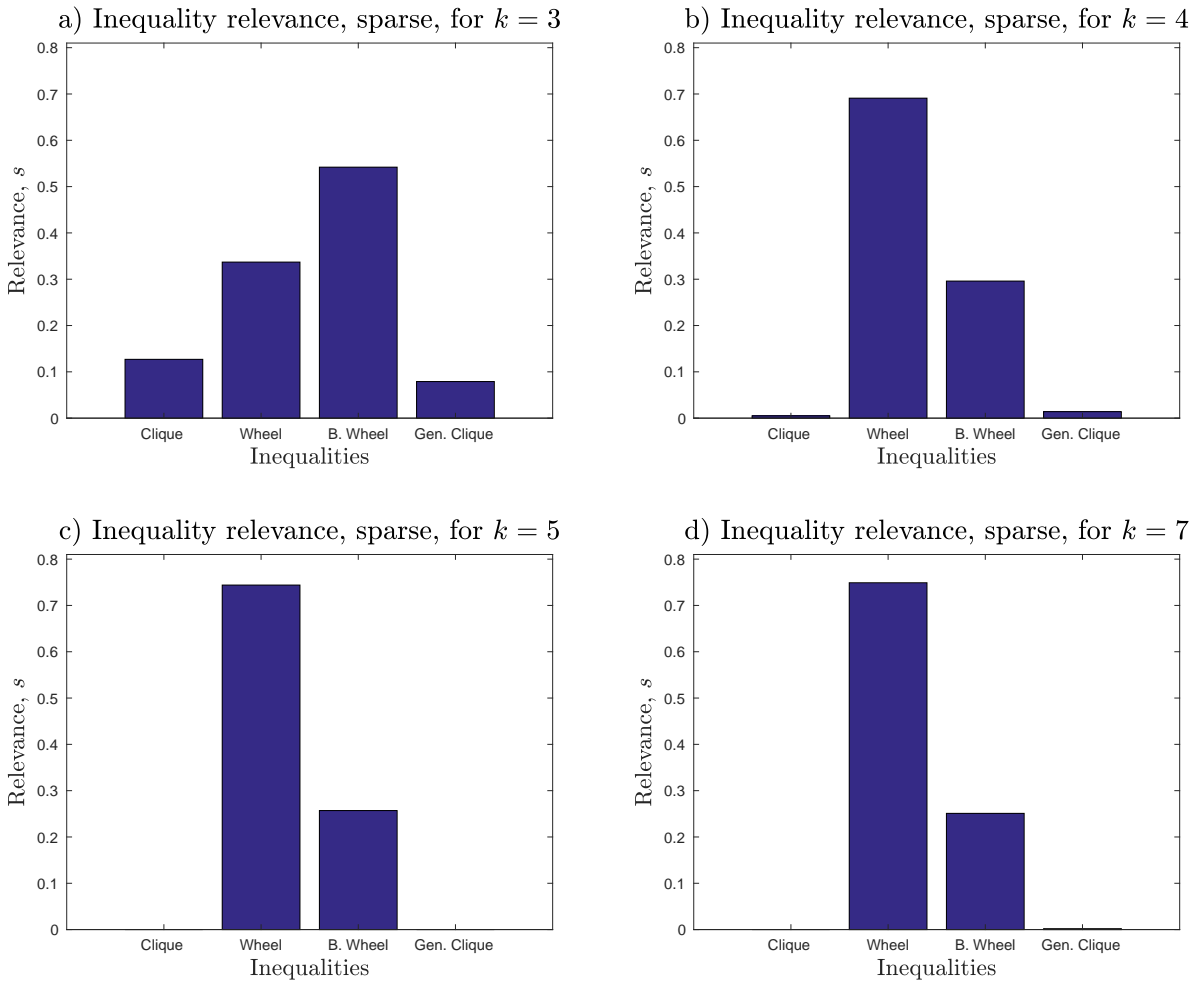 a) Inequality relevance, sparse, for k = 3
0.8
0.7
0.6
0.5
0.4
0.3
0.2
0.1
0
Relevance, s
Clique Wheel B. Wheel Gen. Clique
Inequalities
b) Inequality relevance, sparse, for k = 4
0.8
0.7
0.6
0.5
0.4
0.3
0.2
0.1
0
Relevance, s
Clique Wheel B. Wheel Gen. Clique
Inequalities
c) Inequality relevance, sparse, for k = 5
0.8
0.7
0.6
0.5
0.4
0.3
0.2
0.1
0
Relevance, s
Clique Wheel B. Wheel Gen. Clique
Inequalities
d) Inequality relevance, sparse, for k = 7
0.8
0.7
0.6
0.5
0.4
0.3
0.2
0.1
0
Relevance, s
Clique Wheel B. Wheel Gen. Clique
Inequalities